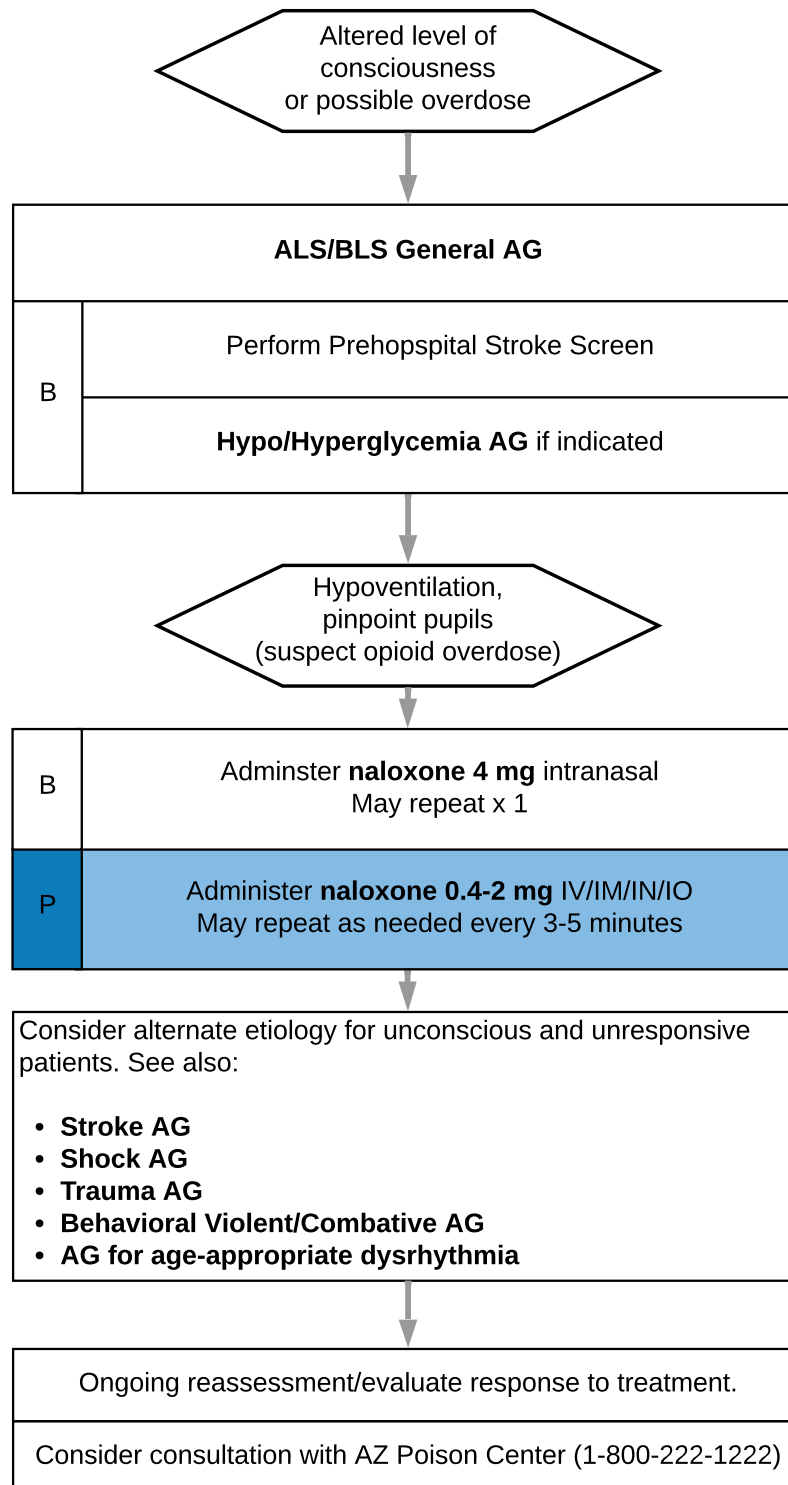 Altered level of
consciousness
or possible overdose
ALS/BLS General AG
B
Perform Prehopspital Stroke Screen
Hypo/Hyperglycemia AG if indicated
Hypoventilation,
pinpoint pupils
(suspect opioid overdose)
B
Adminster naloxone 4 mg intranasal
May repeat x 1
P
Administer naloxone 0.4-2 mg IV/IM/IN/IO
May repeat as needed every 3-5 minutes
Consider alternate etiology for unconscious and unresponsive
patients. See also:
• Stroke AG
• Shock AG
• Trauma AG
• Behavioral Violent/Combative AG
• AG for age-appropriate dysrhythmia
Ongoing reassessment/evaluate response to treatment.
Consider consultation with AZ Poison Center (1-800-222-1222)